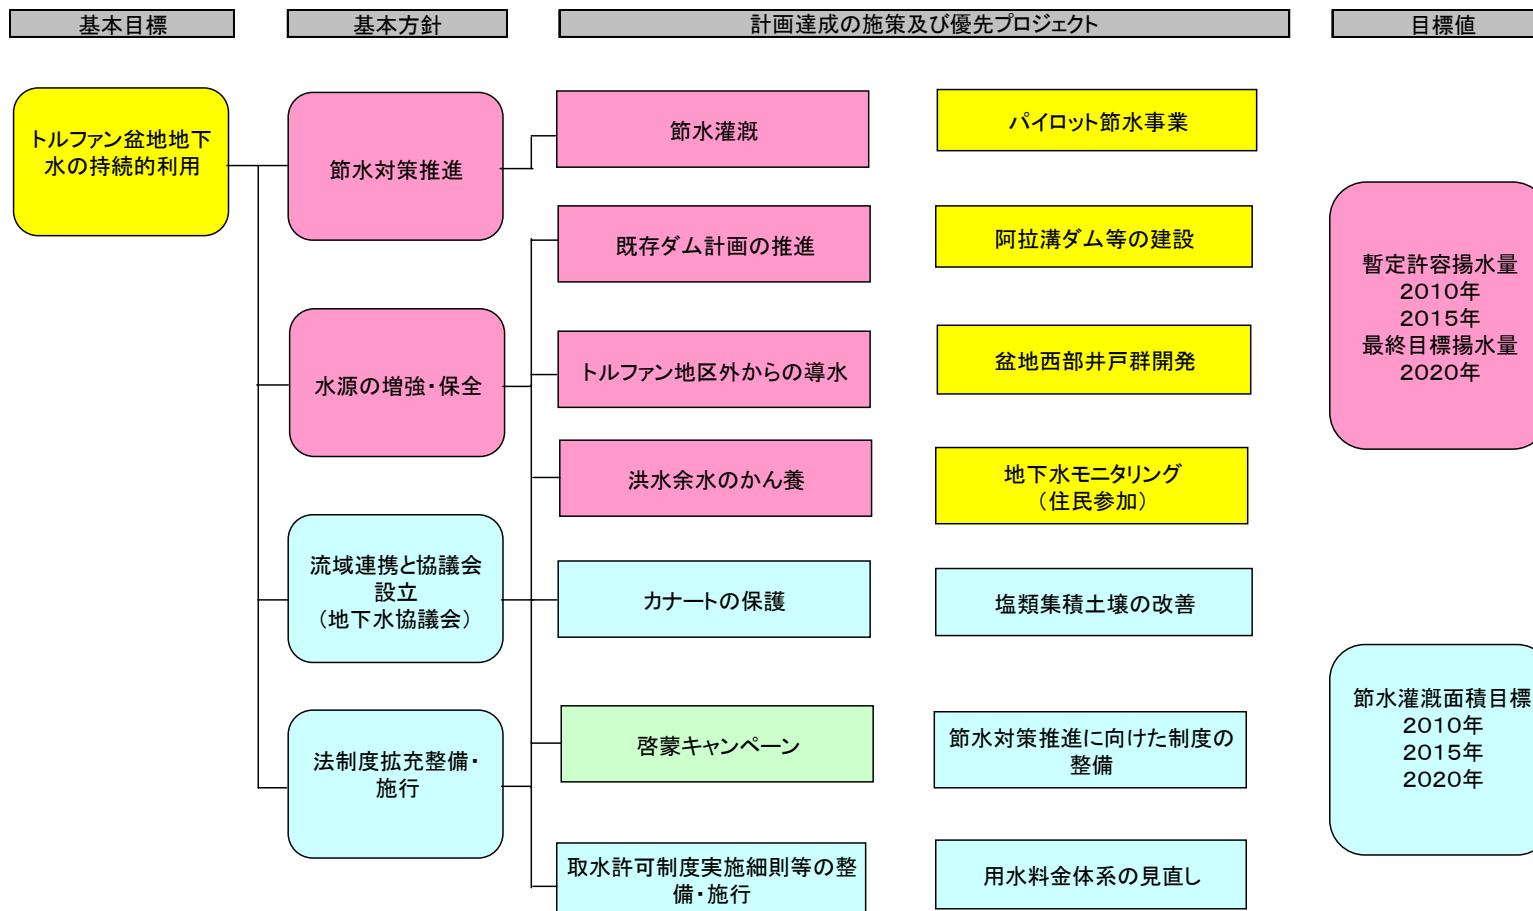 基本目標
基本方針
計画達成の施策及び優先プロジェクト
目標値
トルファン盆地地下
水の持続的利用
節水対策推進
水源の増強・保全
流域連携と協議会
設立
（地下水協議会）
法制度拡充整備・
施行
節水灌漑
既存ダム計画の推進
トルファン地区外からの導水
洪水余水のかん養
カナートの保護
啓蒙キャンペーン
取水許可制度実施細則等の整
備・施行
パイロット節水事業
阿拉溝ダム等の建設
盆地西部井戸群開発
地下水モニタリング
（住民参加）
塩類集積土壌の改善
節水対策推進に向けた制度の
整備
用水料金体系の見直し
暫定許容揚水量
2010年
2015年
最終目標揚水量
2020年
節水灌漑面積目標
2010年
2015年
2020年